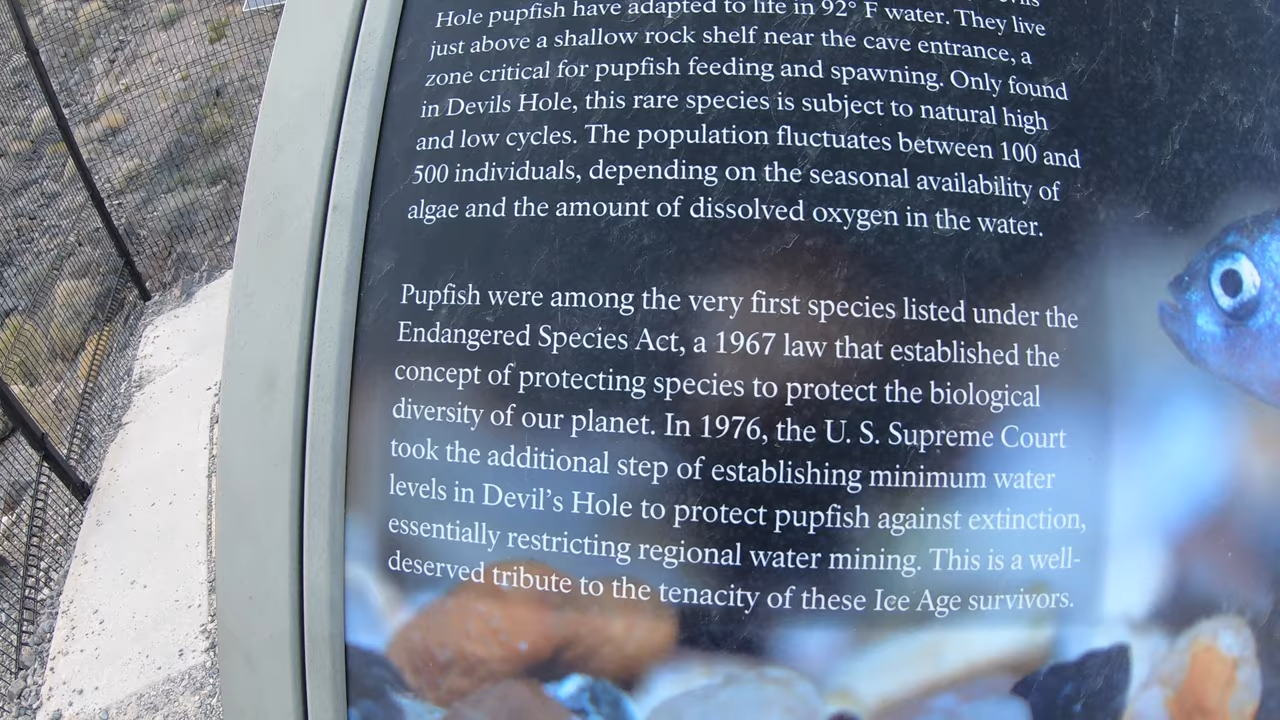 Hole pupfish have adapted to life in 92° F water. They live
just above a shallow rock shelf near the cave entrance, a
zone critical for pupfish feeding and spawning. Only found
in Devils Hole, this rare species is subject to natural high
and low cycles. The population fluctuates between 100 and
500 individuals, depending on the seasonal availability of
algae and the amount of dissolved oxygen in the water.
Pupfish were among the very first species listed under the
Endangered Species Act, a 1967 law that established the
concept of protecting species to protect the biological
diversity of our planet. In 1976, the U. S. Supreme Court
took the additional step of establishing minimum water
levels in Devil’s Hole to protect pupfish against extinction,
essentially restricting regional water mining. This is a well-
deserved tribute to the tenacity of these Ice Age survivors.